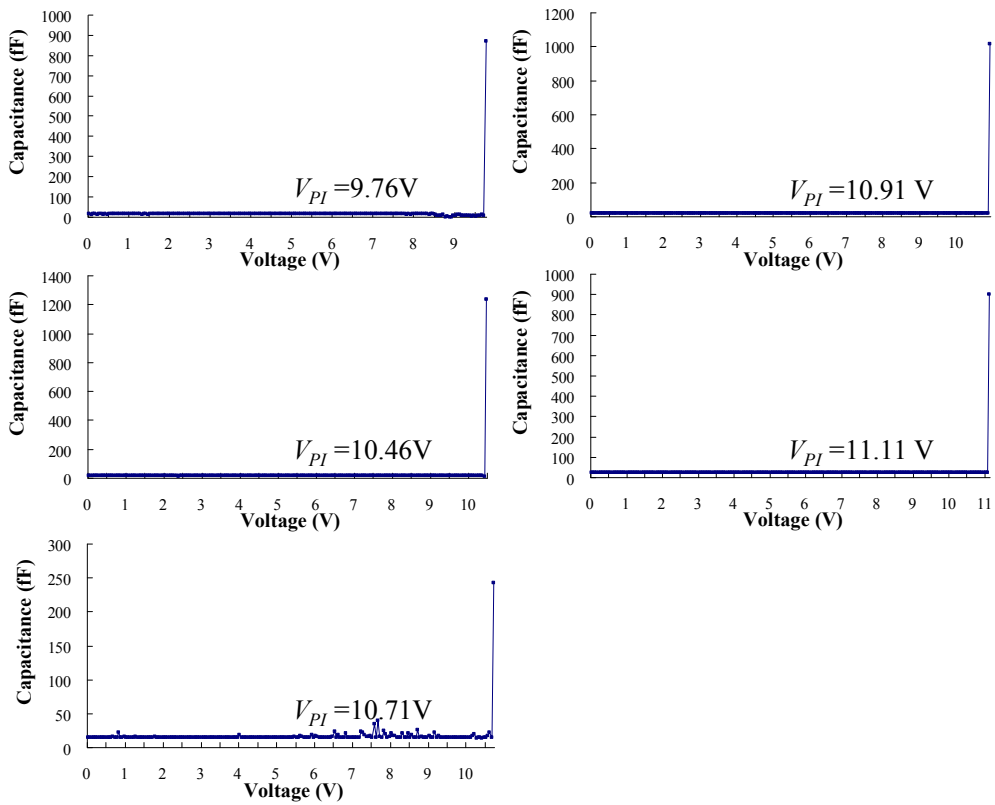 Capacitance (fF)
1000
900
800
700
600
500
400
300
200
100
0
V_PI =9.76V
0 1 2 3 4 5 6 7 8 9
Voltage (V)
Capacitance (fF)
1200
1000
800
600
400
200
0
V_PI =10.91 V
0 1 2 3 4 5 6 7 8 9 10
Voltage (V)
Capacitance (fF)
1400
1200
1000
800
600
400
200
0
V_PI =10.46V
0 1 2 3 4 5 6 7 8 9 10
Voltage (V)
Capacitance (fF)
1000
900
800
700
600
500
400
300
200
100
0
V_PI =11.11 V
0 1 2 3 4 5 6 7 8 9 10 11
Voltage (V)
Capacitance (fF)
300
250
200
150
100
50
0
V_PI =10.71V
0 1 2 3 4 5 6 7 8 9 10
Voltage (V)